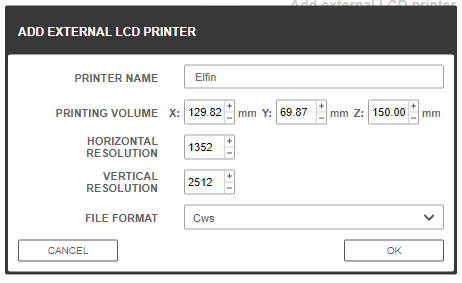 Add external LCD printer
ADD EXTERNAL LCD PRINTER
PRINTER NAME Elfin
PRINTING VOLUME X: 129.82 + - mm Y: 69.87 + - mm Z: 150.00 + - mm
HORIZONTAL
RESOLUTION 1352 + -
VERTICAL
RESOLUTION 2512 + -
FILE FORMAT Cws
CANCEL OK